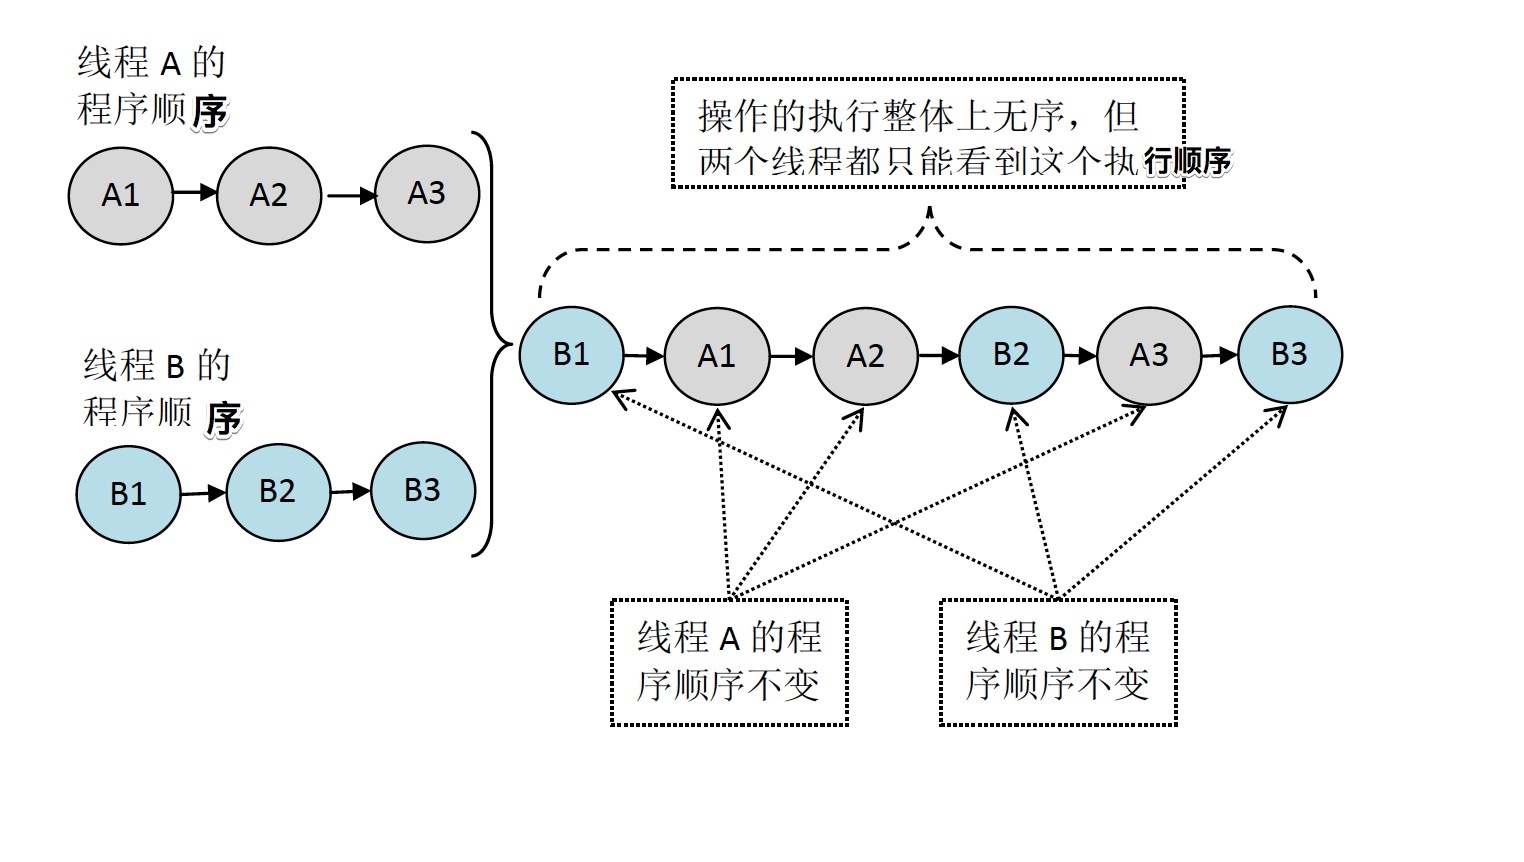 线程 A 的
程序顺序
A1
A2
A3
操作的执行整体上无序，但
两个线程都只能看到这个执行顺序
线程 B 的
程序顺序
B1
B2
B3
B1
A1
A2
B2
A3
B3
线程 A 的程
序顺序不变
线程 B 的程
序顺序不变